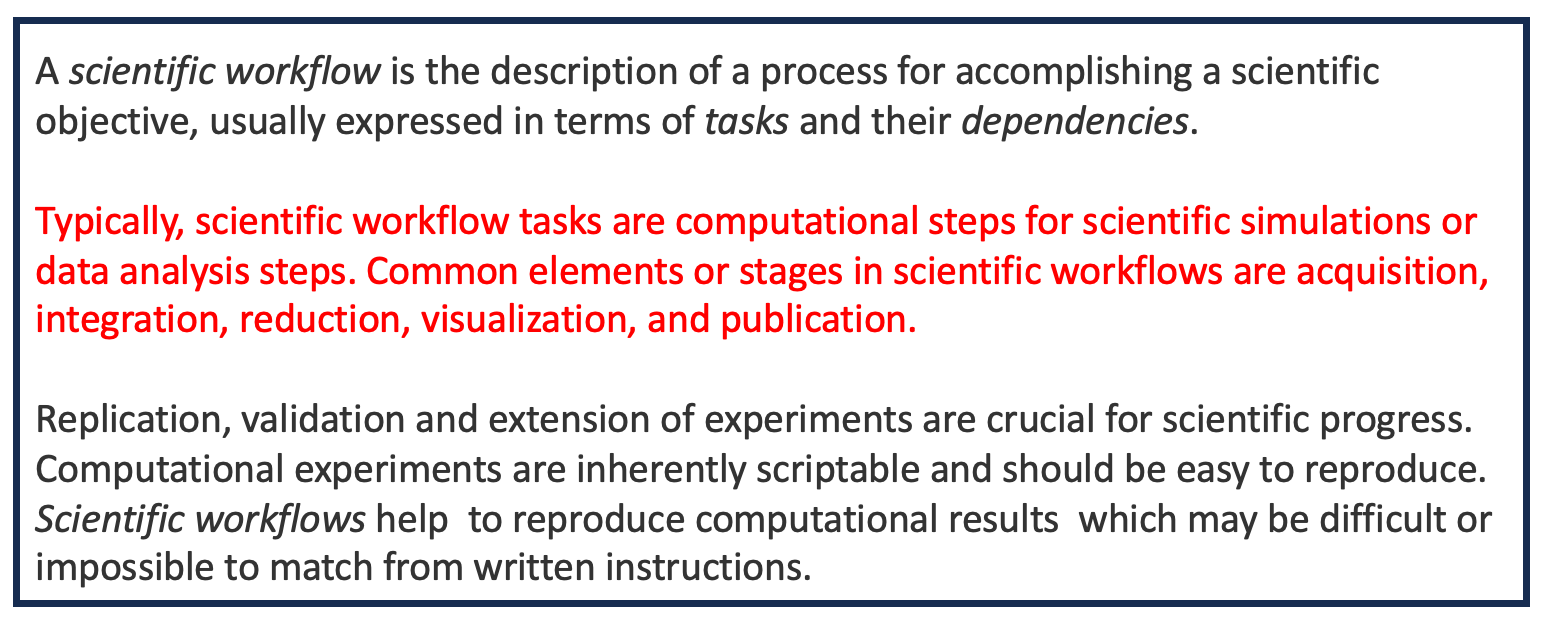 A scientific workflow is the description of a process for accomplishing a scientific
objective, usually expressed in terms of tasks and their dependencies.
Typically, scientific workflow tasks are computational steps for scientific simulations or
data analysis steps. Common elements or stages in scientific workflows are acquisition,
integration, reduction, visualization, and publication.
Replication, validation and extension of experiments are crucial for scientific progress.
Computational experiments are inherently scriptable and should be easy to reproduce.
Scientific workflows help  to reproduce computational results  which may be difficult or
impossible to match from written instructions.